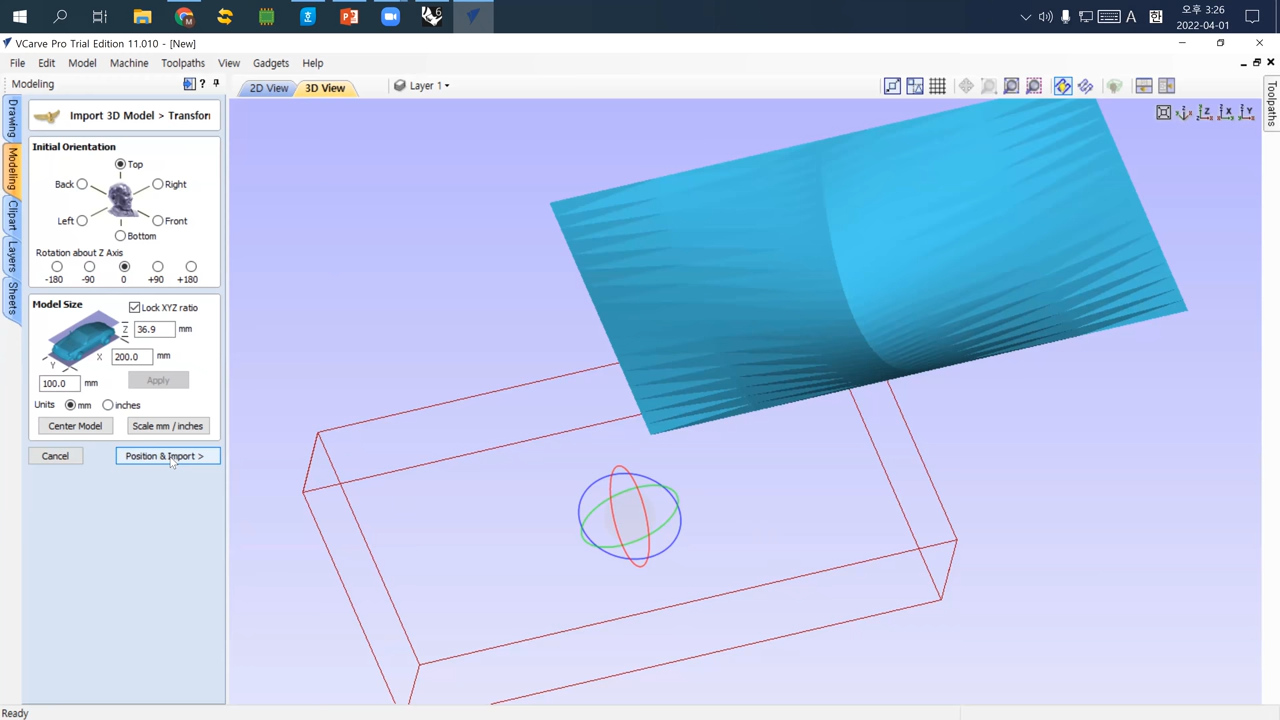 오후 3:26
A
한
2022-04-01
VCarve Pro Trial Edition 11.010 - [New]
File Edit Model Machine Toolpaths View Gadgets Help
Modeling
2D View
3D View
Layer 1
Drawing
Modeling
Clipart
Layers
Sheets
Toolpaths
Import 3D Model > Transfor
Initial Orientation
Top
Back
Right
Left
Front
Bottom
Rotation about Z Axis
-180 -90 0 +90 +180
Model Size
Lock XYZ ratio
Z 36.9 mm
X 200.0 mm
Y
100.0 mm
Apply
Units mm inches
Center Model
Scale mm / inches
Cancel
Position & Import >
Z
X
Y
Ready